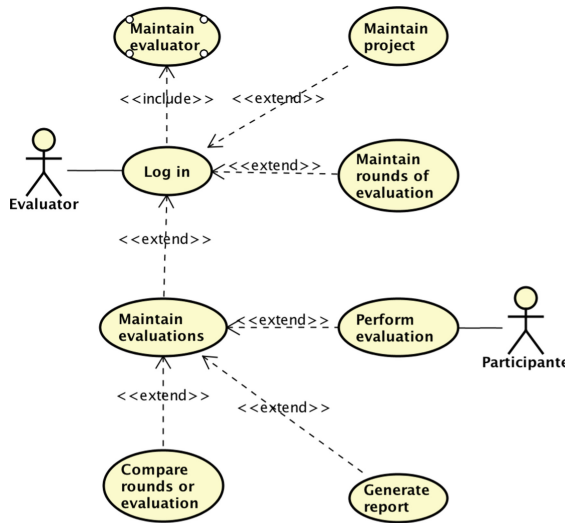 Maintain
evaluator
Maintain
project
<<include>>
<<extend>>
Log in
<<extend>>
Maintain
rounds of
evaluation
Evaluator
<<extend>>
Maintain
evaluations
<<extend>>
Perform
evaluation
Participante
<<extend>>
<<extend>>
Compare
rounds or
evaluation
Generate
report